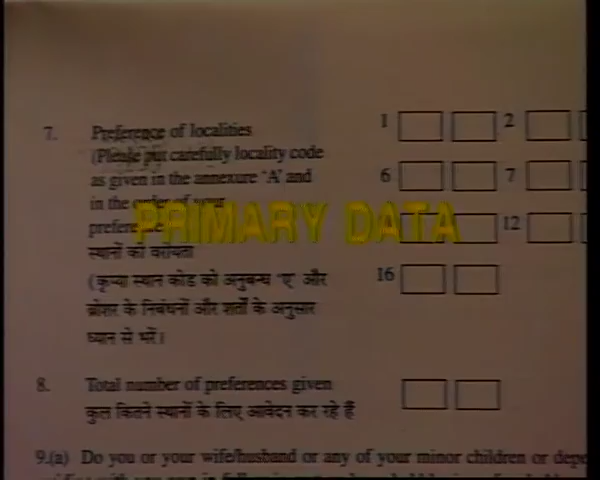 7. Preference of localities 1 2
(Please put carefully locality code
as given in the annexure 'A' and 6 7
in the order of your
preference 12
PRIMARY DATA
स्थानों की वरीयता
(कृप्या स्थान कोड को अनुबन्ध 'ए' और 16
ब्रोशर के निबंधनों और शर्तों के अनुसार
ध्यान से भरें।
8. Total number of preferences given
कुल कितने स्थानों के लिए आवेदन कर रहे हैं
9.(a) Do you or your wife/husband or any of your minor children or depe